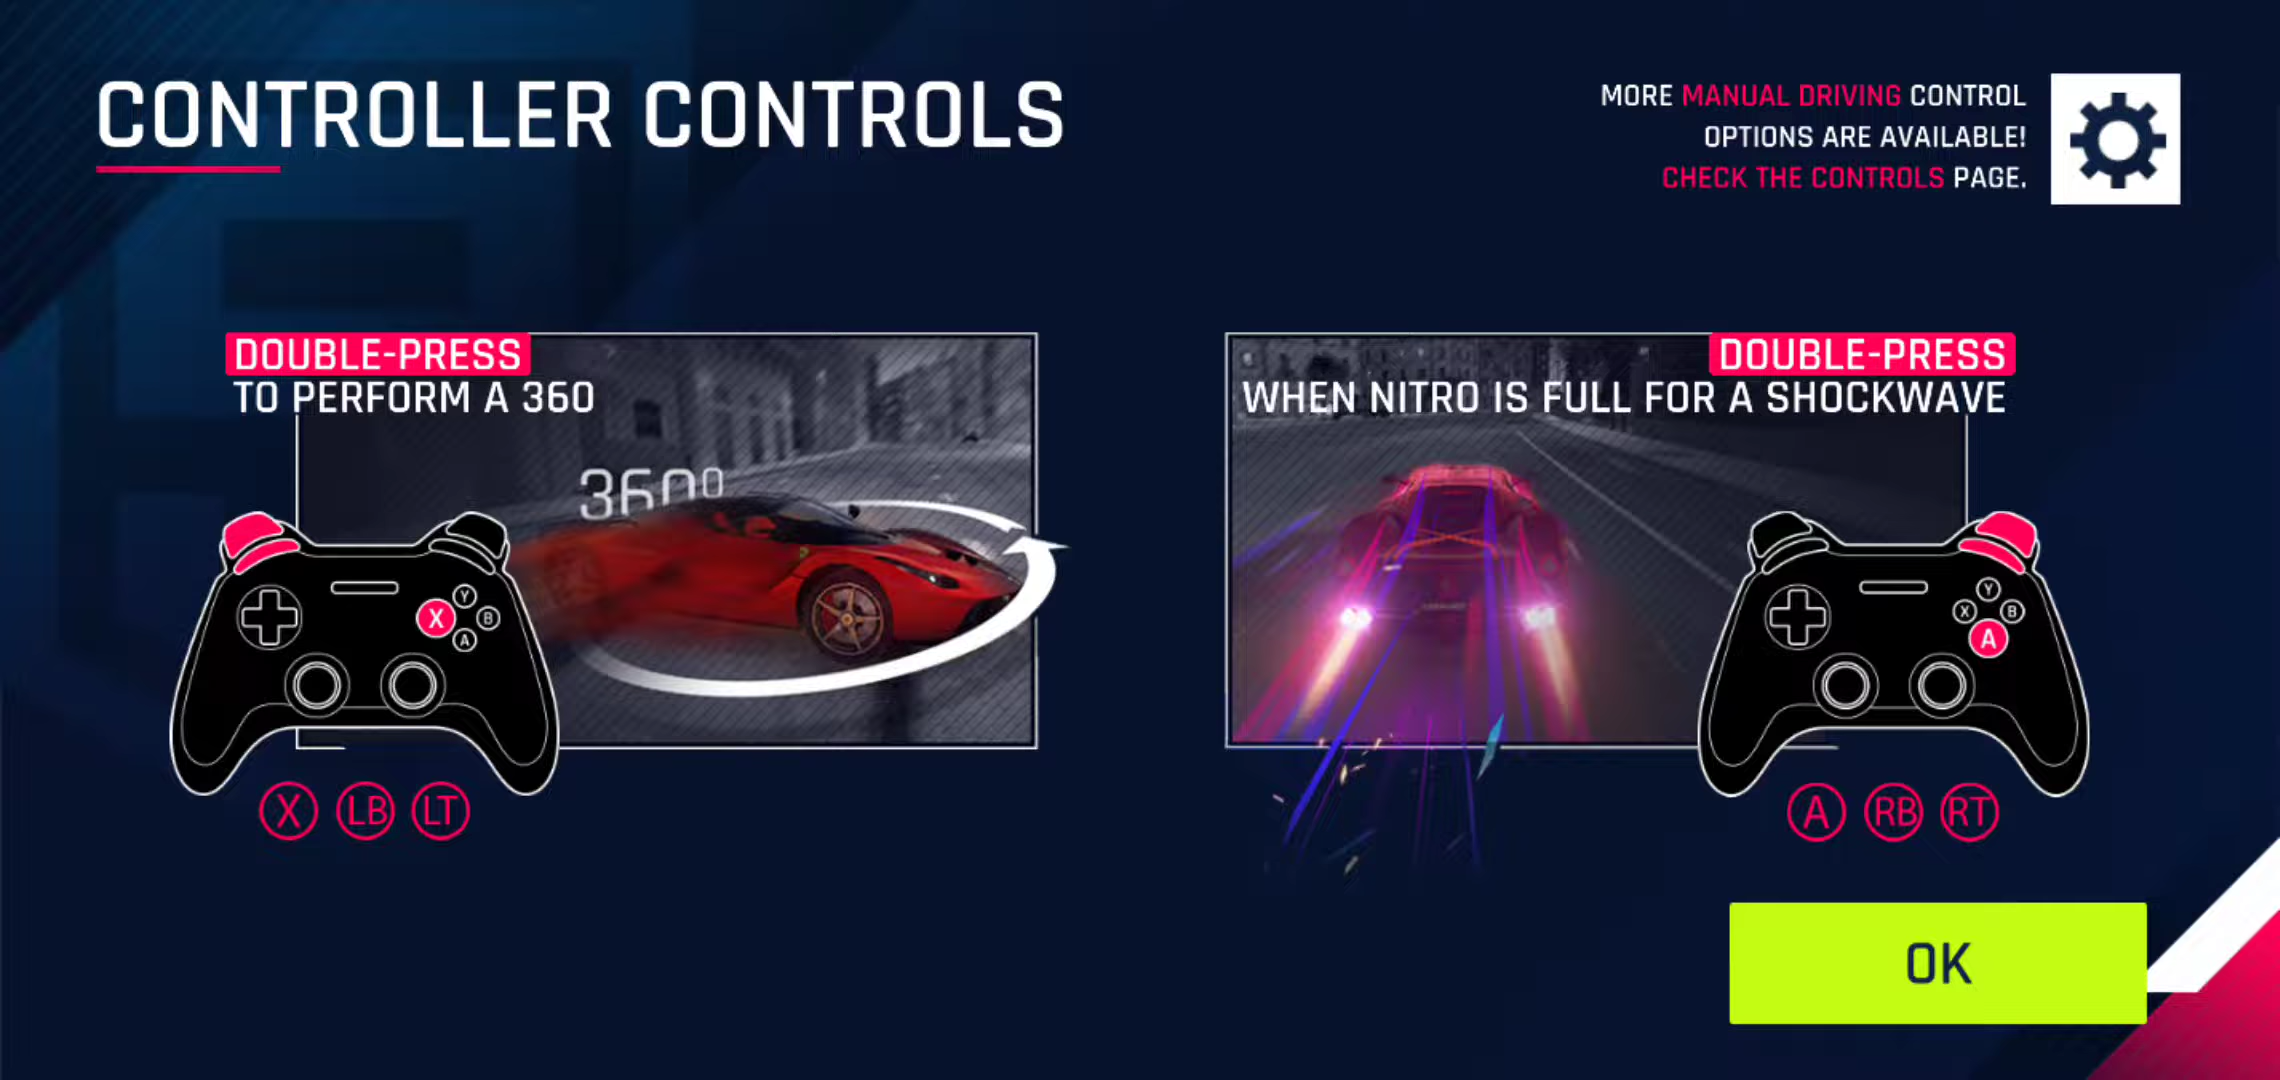 CONTROLLER CONTROLS
MORE MANUAL DRIVING CONTROL
OPTIONS ARE AVAILABLE!
CHECK THE CONTROLS PAGE.
DOUBLE-PRESS
TO PERFORM A 360
360º
Y
X B
A
X LB LT
DOUBLE-PRESS
WHEN NITRO IS FULL FOR A SHOCKWAVE
Y
X B
A
A RB RT
OK